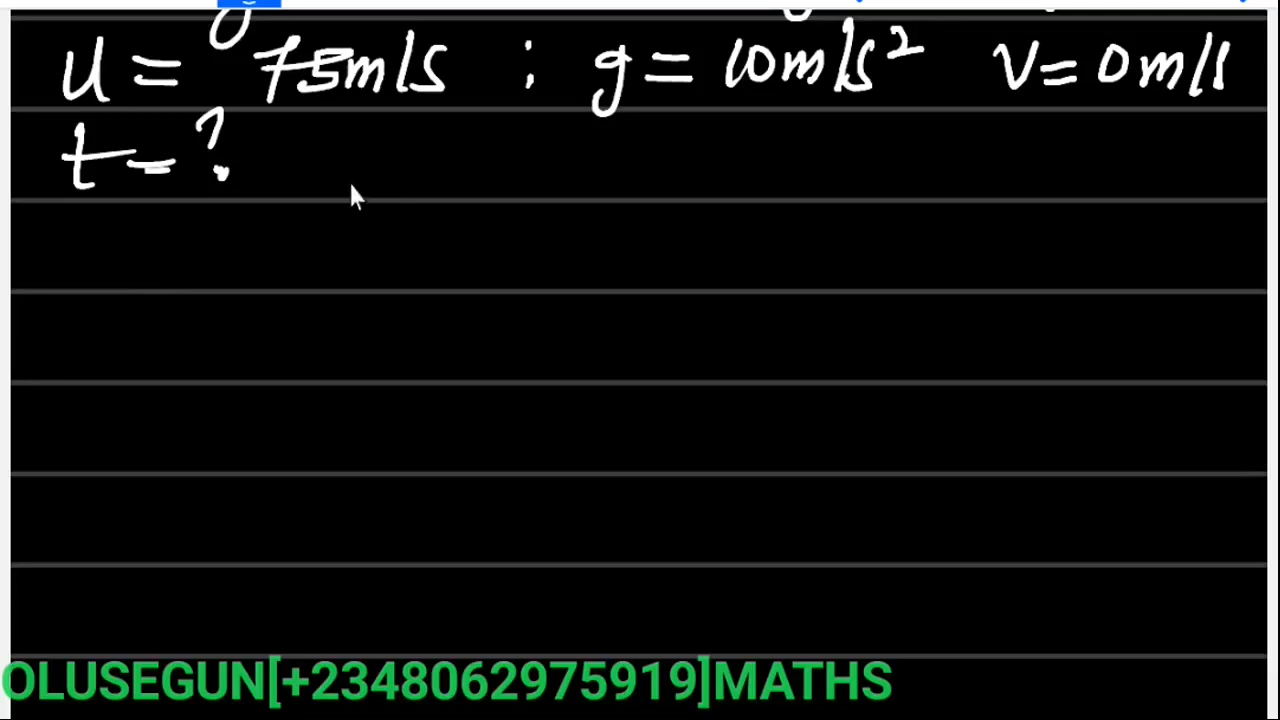 u = 75m/s ; g = 10m/s² v = 0m/s
t = ?
OLUSEGUN[+2348062975919]MATHS